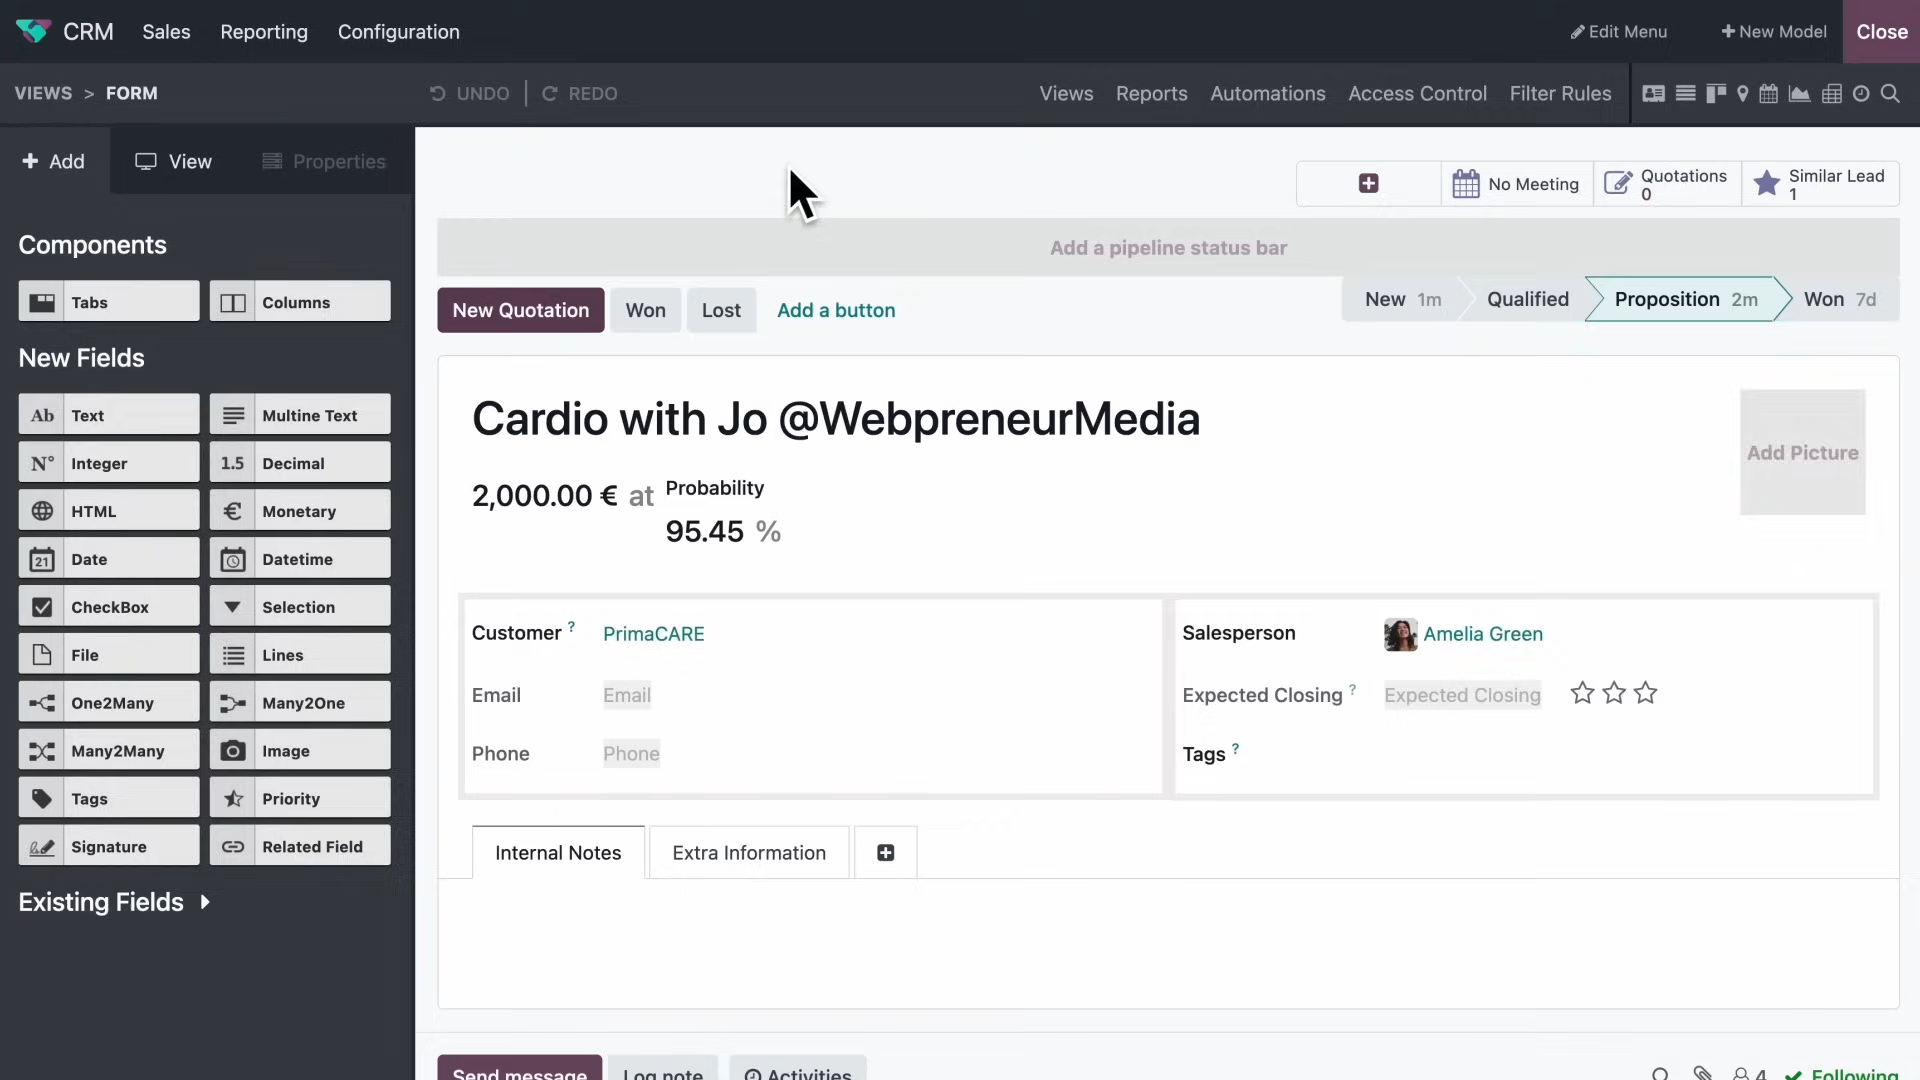 CRM Sales Reporting Configuration Edit Menu New Model Close
VIEWS > FORM UNDO REDO Views Reports Automations Access Control Filter Rules
Add View Properties
No Meeting
Quotations
0
Similar Lead
1
Components
Tabs Columns
New Fields
Ab Text Multine Text
N° Integer 1.5 Decimal
HTML € Monetary
21 Date Datetime
CheckBox Selection
File Lines
One2Many Many2One
Many2Many Image
Tags Priority
Signature Related Field
Existing Fields
Add a pipeline status bar
New Quotation Won Lost Add a button
New 1m Qualified Proposition 2m Won 7d
Cardio with Jo @WebpreneurMedia
Add Picture
2,000.00 € at Probability
95.45 %
Customer ? PrimaCARE
Email Email
Phone Phone
Salesperson Amelia Green
Expected Closing ? Expected Closing
Tags ?
Internal Notes Extra Information
Send message Log note Activities 4 Following